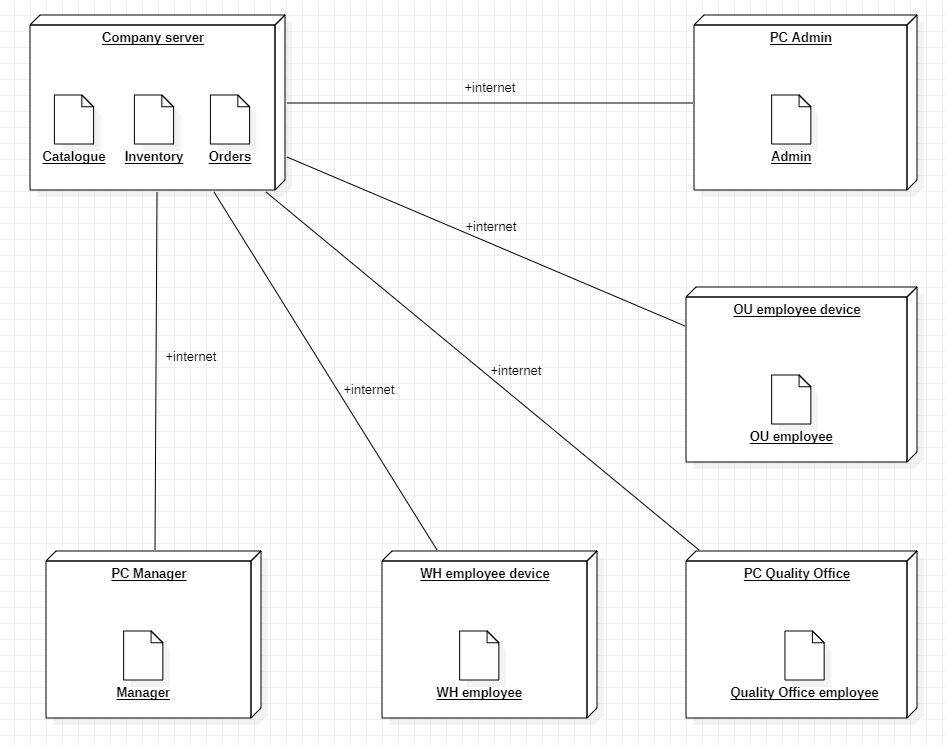 Company server
Catalogue
Inventory
Orders
+internet
PC Admin
Admin
+internet
OU employee device
OU employee
+internet
+internet
+internet
PC Manager
Manager
WH employee device
WH employee
PC Quality Office
Quality Office employee